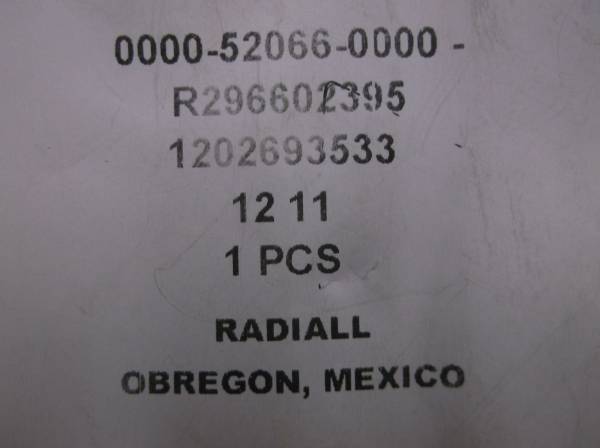 0000-52066-0000 -
R296602395
1202693533
12 11
1 PCS
RADIALL
OBREGON, MEXICO